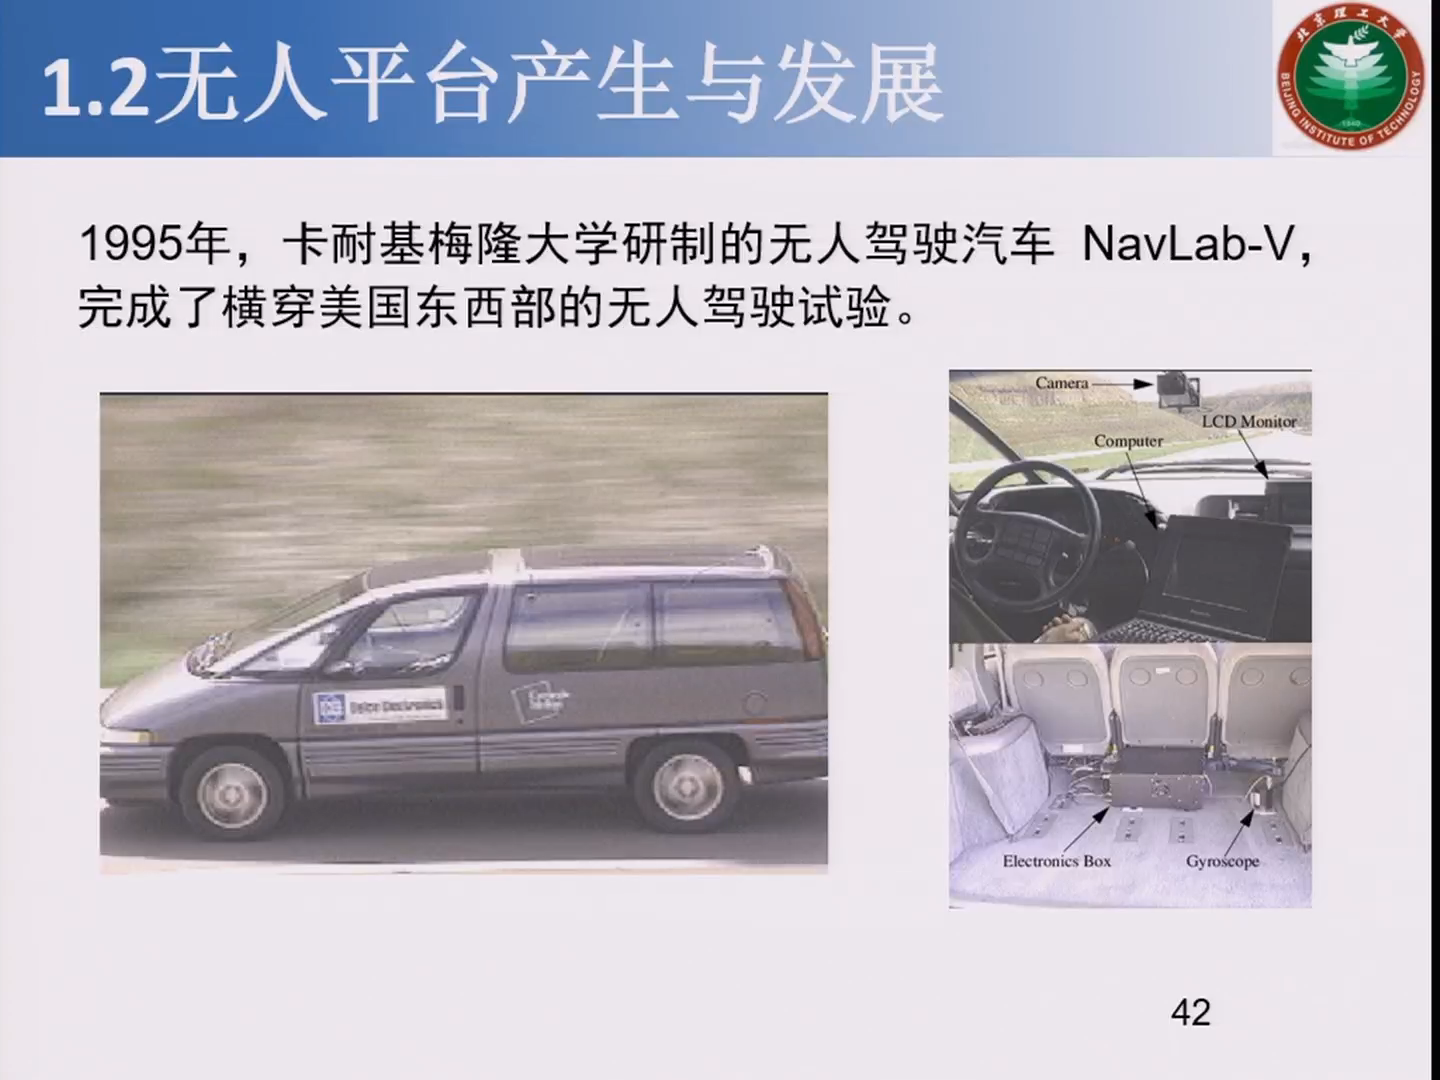 1.2无人平台产生与发展
北京理工大学
BEIJING INSTITUTE OF TECHNOLOGY
1940
1995年，卡耐基梅隆大学研制的无人驾驶汽车 NavLab-V，
完成了横穿美国东西部的无人驾驶试验。
Camera
LCD Monitor
Computer
Delco Electronics
Carnegie
Mellon
Electronics Box
Gyroscope
42